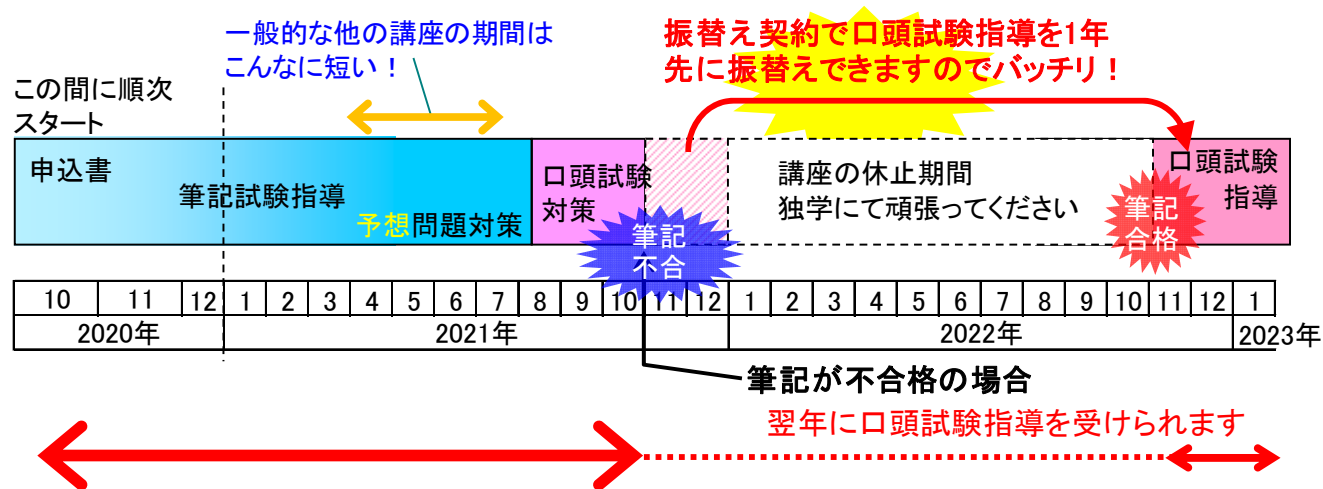 一般的な他の講座の期間は
こんなに短い！
振替え契約で口頭試験指導を1年
先に振替えできますのでバッチリ！
この間に順次
スタート
申込書
筆記試験指導
予想問題対策
口頭試験
対策
筆記
不合
講座の休止期間
独学にて頑張ってください
筆記
合格
口頭試験
指導
10 11 12 1 2 3 4 5 6 7 8 9 10 11 12 1 2 3 4 5 6 7 8 9 10 11 12 1
2020年 2021年 2022年 2023年
筆記が不合格の場合
翌年に口頭試験指導を受けられます